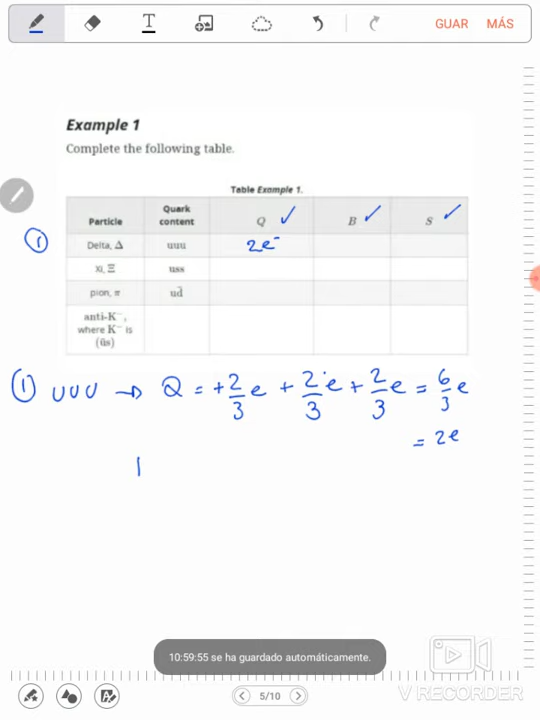 GUAR MÁS
Example 1
Complete the following table.
Table Example 1.
Particle Quark content Q ✓ B ✓ S ✓
① Delta, Δ uuu 2e⁻
Xi, Ξ uss
pion, π ud̄
anti-K⁻, where K⁻ is (ūs)
① UUU → Q = +2/3 e + 2/3 e + 2/3 e = 6/3 e
= 2e
10:59:55 se ha guardado automáticamente.
5/10
V RECORDER